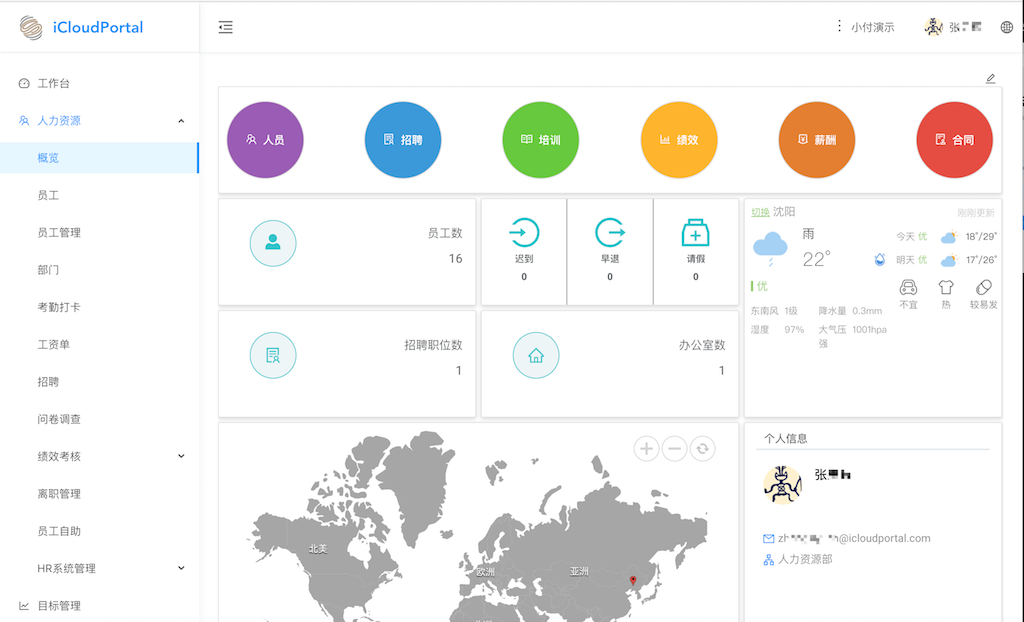 iCloudPortal
小付演示
张
工作台
人力资源
概览
员工
员工管理
部门
考勤打卡
工资单
招聘
问卷调查
绩效考核
离职管理
员工自助
HR系统管理
目标管理
人员
招聘
培训
绩效
薪酬
合同
员工数
16
迟到
0
早退
0
请假
0
招聘职位数
1
办公室数
1
切换 沈阳
刚刚更新
雨
22°
今天 优 18°/29°
明天 优 17°/26°
优
东南风 1级 降水量 0.3mm
湿度 97% 大气压强 1001hpa
不宜
热
较易发
北美
欧洲
亚洲
个人信息
张
@icloudportal.com
人力资源部